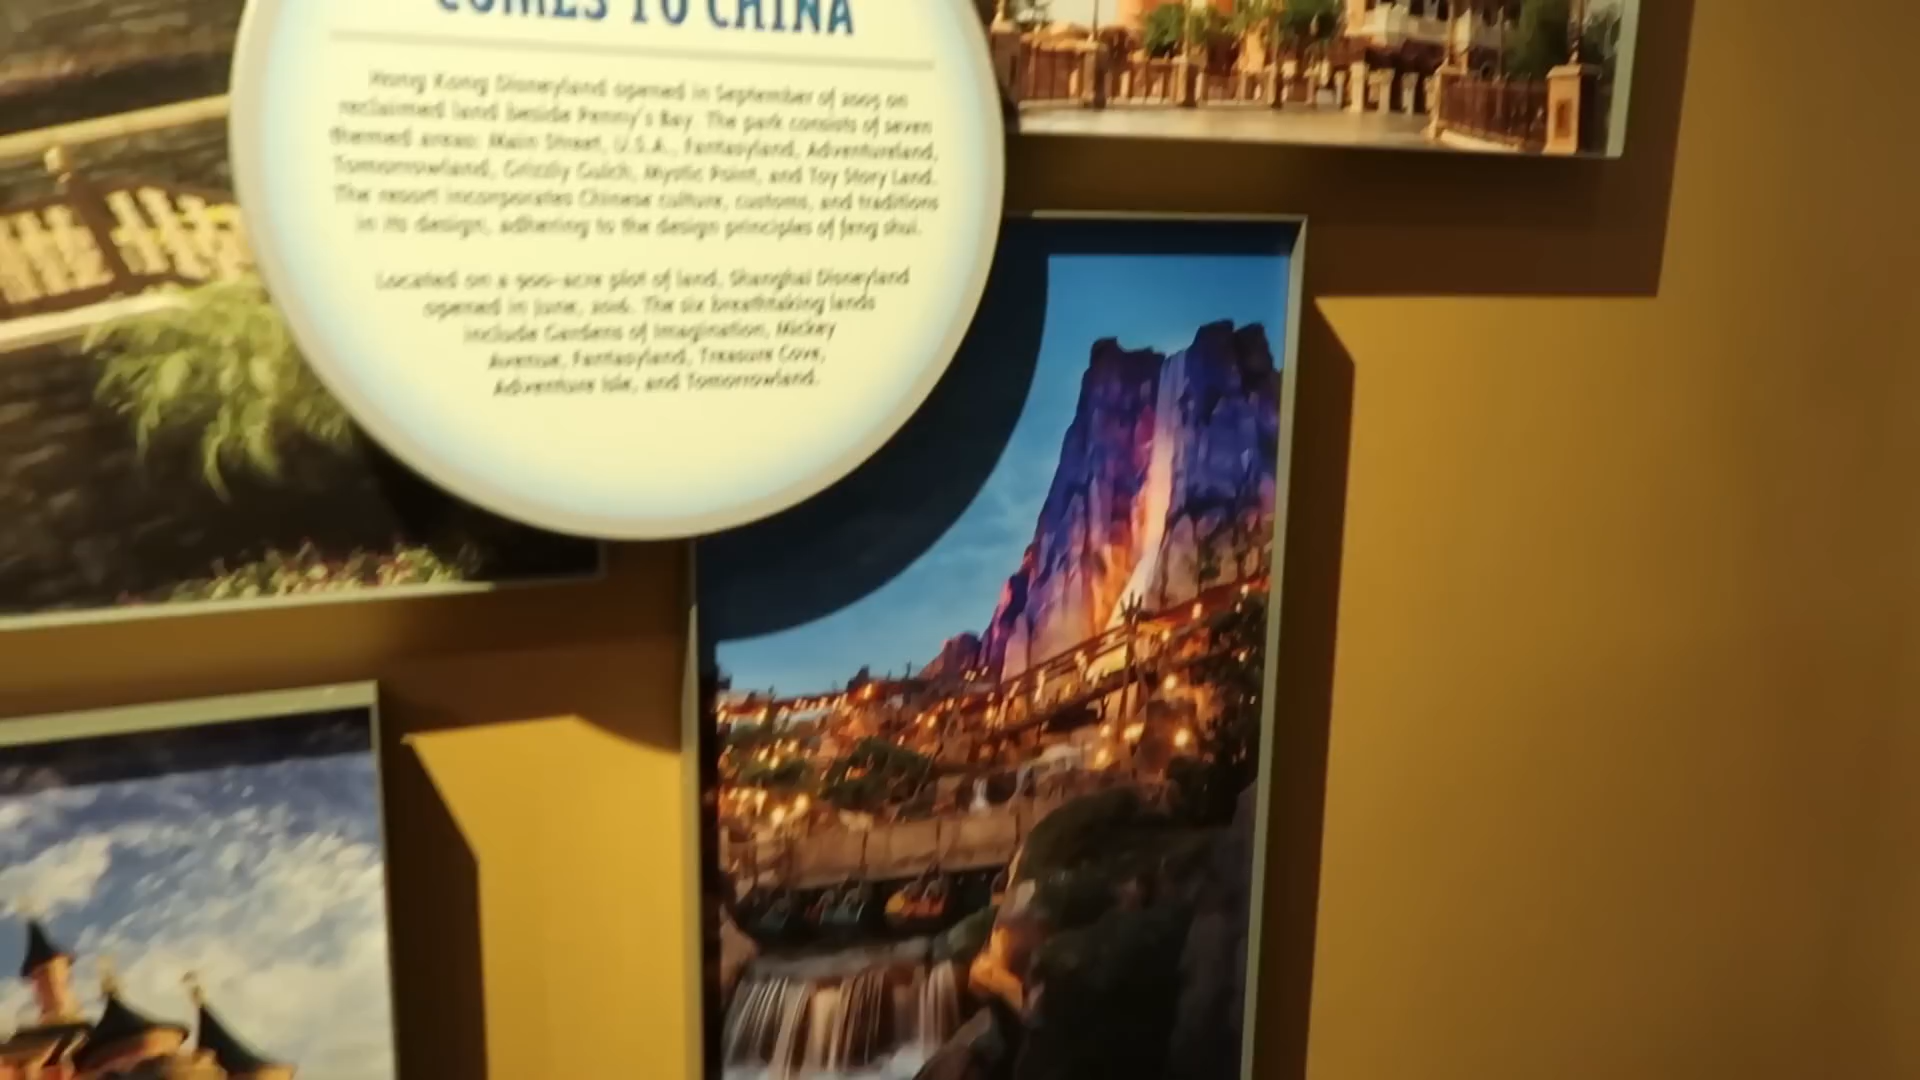 COMES TO CHINA
Hong Kong Disneyland opened in September of 2005 on
reclaimed land beside Penny's Bay. The park consists of seven
themed areas: Main Street, U.S.A., Fantasyland, Adventureland,
Tomorrowland, Grizzly Gulch, Mystic Point, and Toy Story Land.
The resort incorporates Chinese culture, customs, and traditions
in its design, adhering to the design principles of feng shui.
Located on a 900-acre plot of land, Shanghai Disneyland
opened in June, 2016. The six breathtaking lands
include Gardens of Imagination, Mickey
Avenue, Fantasyland, Treasure Cove,
Adventure Isle, and Tomorrowland.